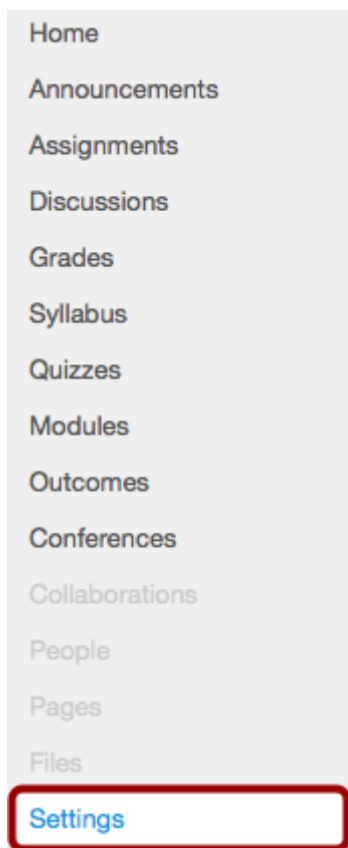 Home
Announcements
Assignments
Discussions
Grades
Syllabus
Quizzes
Modules
Outcomes
Conferences
Collaborations
People
Pages
Files
Settings